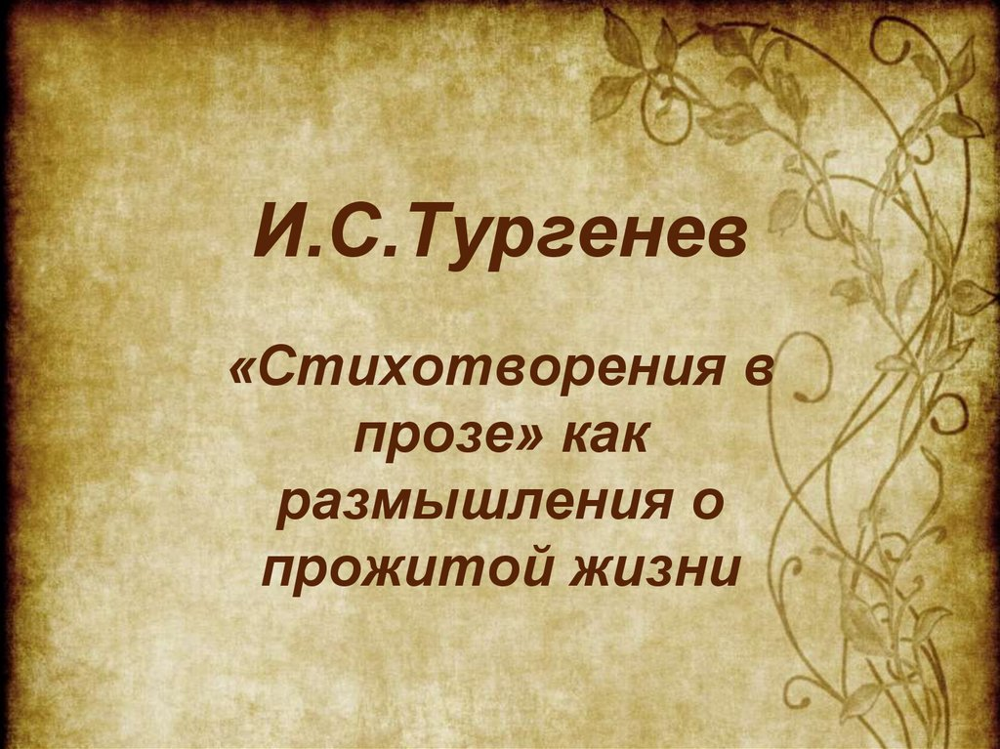 И.С.Тургенев
«Стихотворения в
прозе» как
размышления о
прожитой жизни